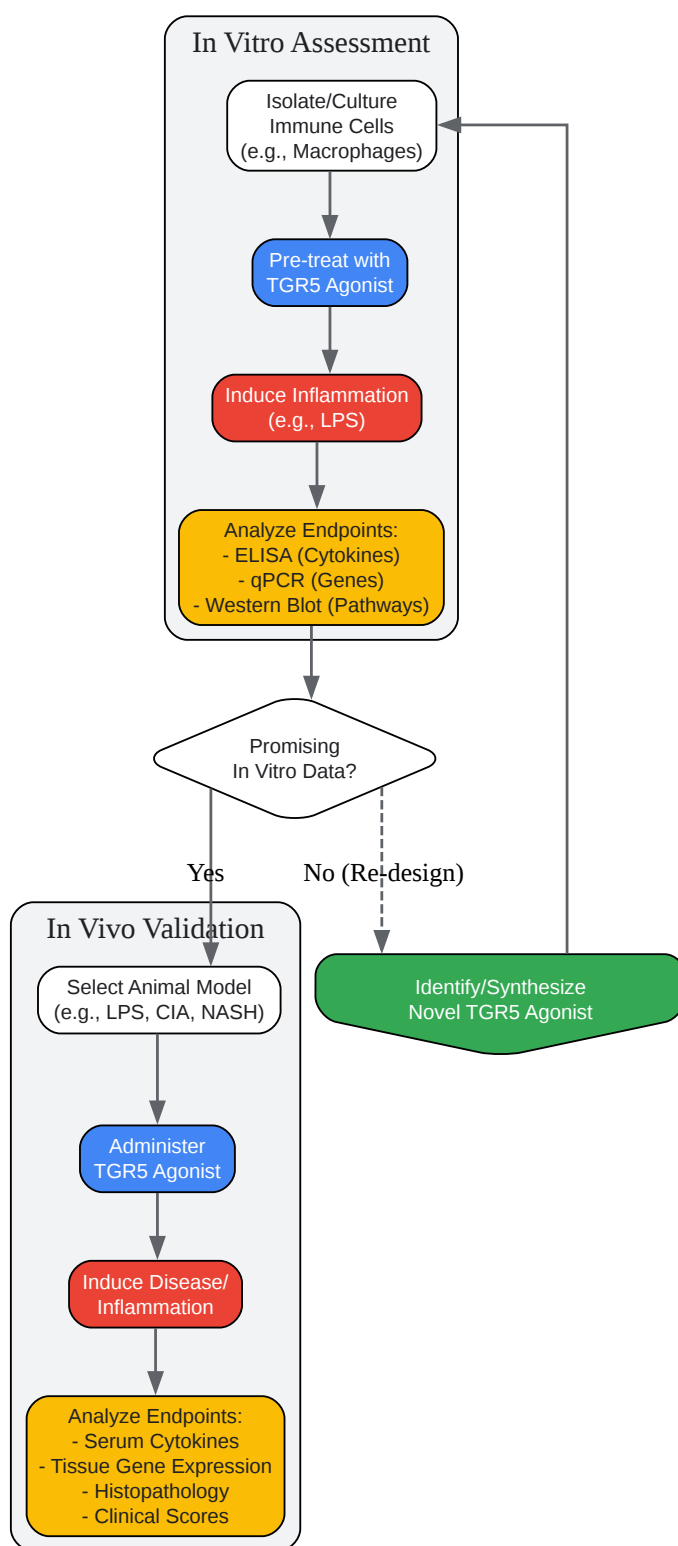 In Vitro Assessment
Isolate/Culture
Immune Cells
(e.g., Macrophages)
Pre-treat with
TGR5 Agonist
Induce Inflammation
(e.g., LPS)
Analyze Endpoints:
- ELISA (Cytokines)
- qPCR (Genes)
- Western Blot (Pathways)
Promising
In Vitro Data?
Yes
No (Re-design)
In Vivo Validation
Select Animal Model
(e.g., LPS, CIA, NASH)
Identify/Synthesize
Novel TGR5 Agonist
Administer
TGR5 Agonist
Induce Disease/
Inflammation
Analyze Endpoints:
- Serum Cytokines
- Tissue Gene Expression
- Histopathology
- Clinical Scores